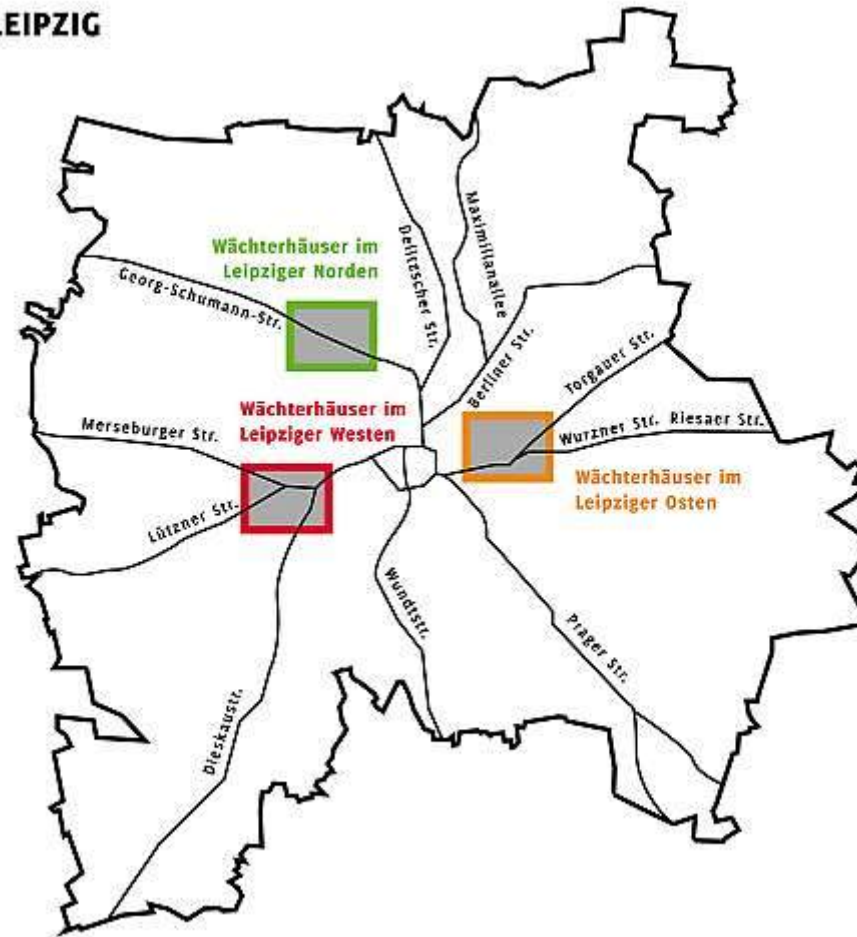 LEIPZIG
Wächterhäuser im
Leipziger Norden
Georg-Schumann-Str.
Delitzscher Str.
Maximilianallee
Berliner Str.
Torgauer Str.
Wurzner Str.
Riesaer Str.
Wächterhäuser im
Leipziger Westen
Merseburger Str.
Wächterhäuser im
Leipziger Osten
Lützner Str.
Wundtstr.
Prager Str.
Dieskaustr.